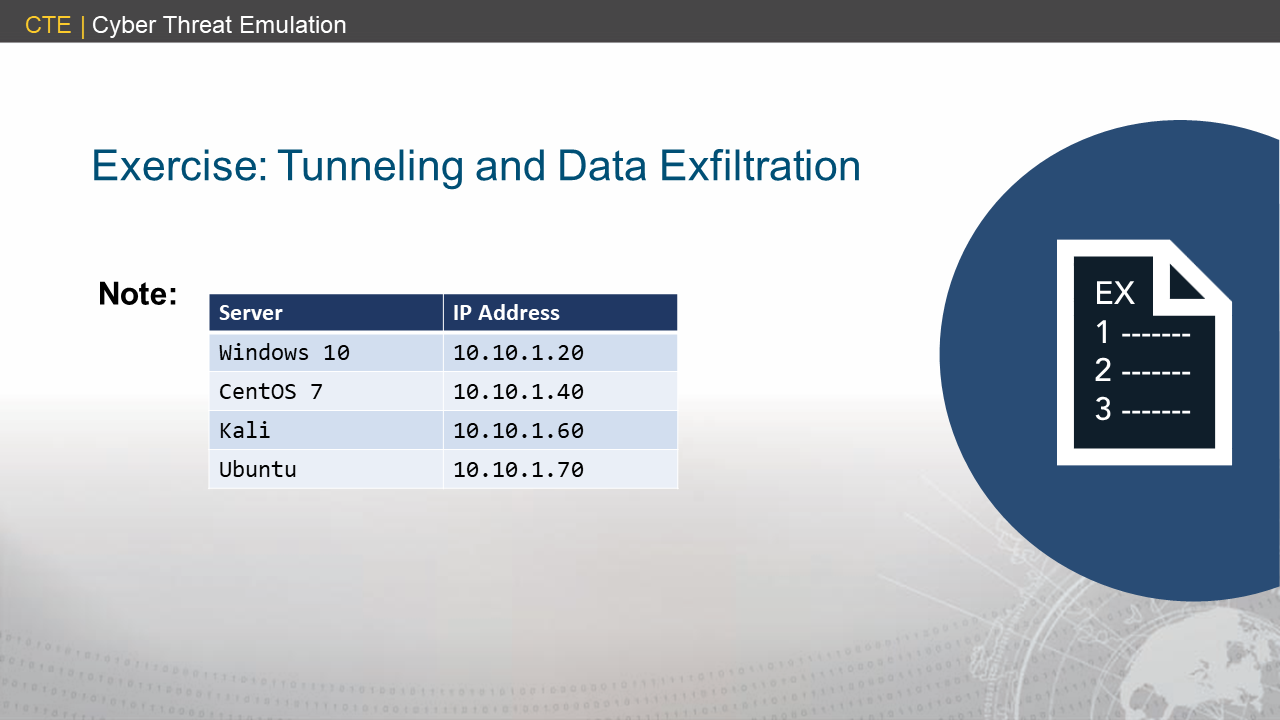 CTE | Cyber Threat Emulation
Exercise: Tunneling and Data Exfiltration
Note:
Server IP Address
Windows 10 10.10.1.20
CentOS 7 10.10.1.40
Kali 10.10.1.60
Ubuntu 10.10.1.70
EX
1 -------
2 -------
3 -------